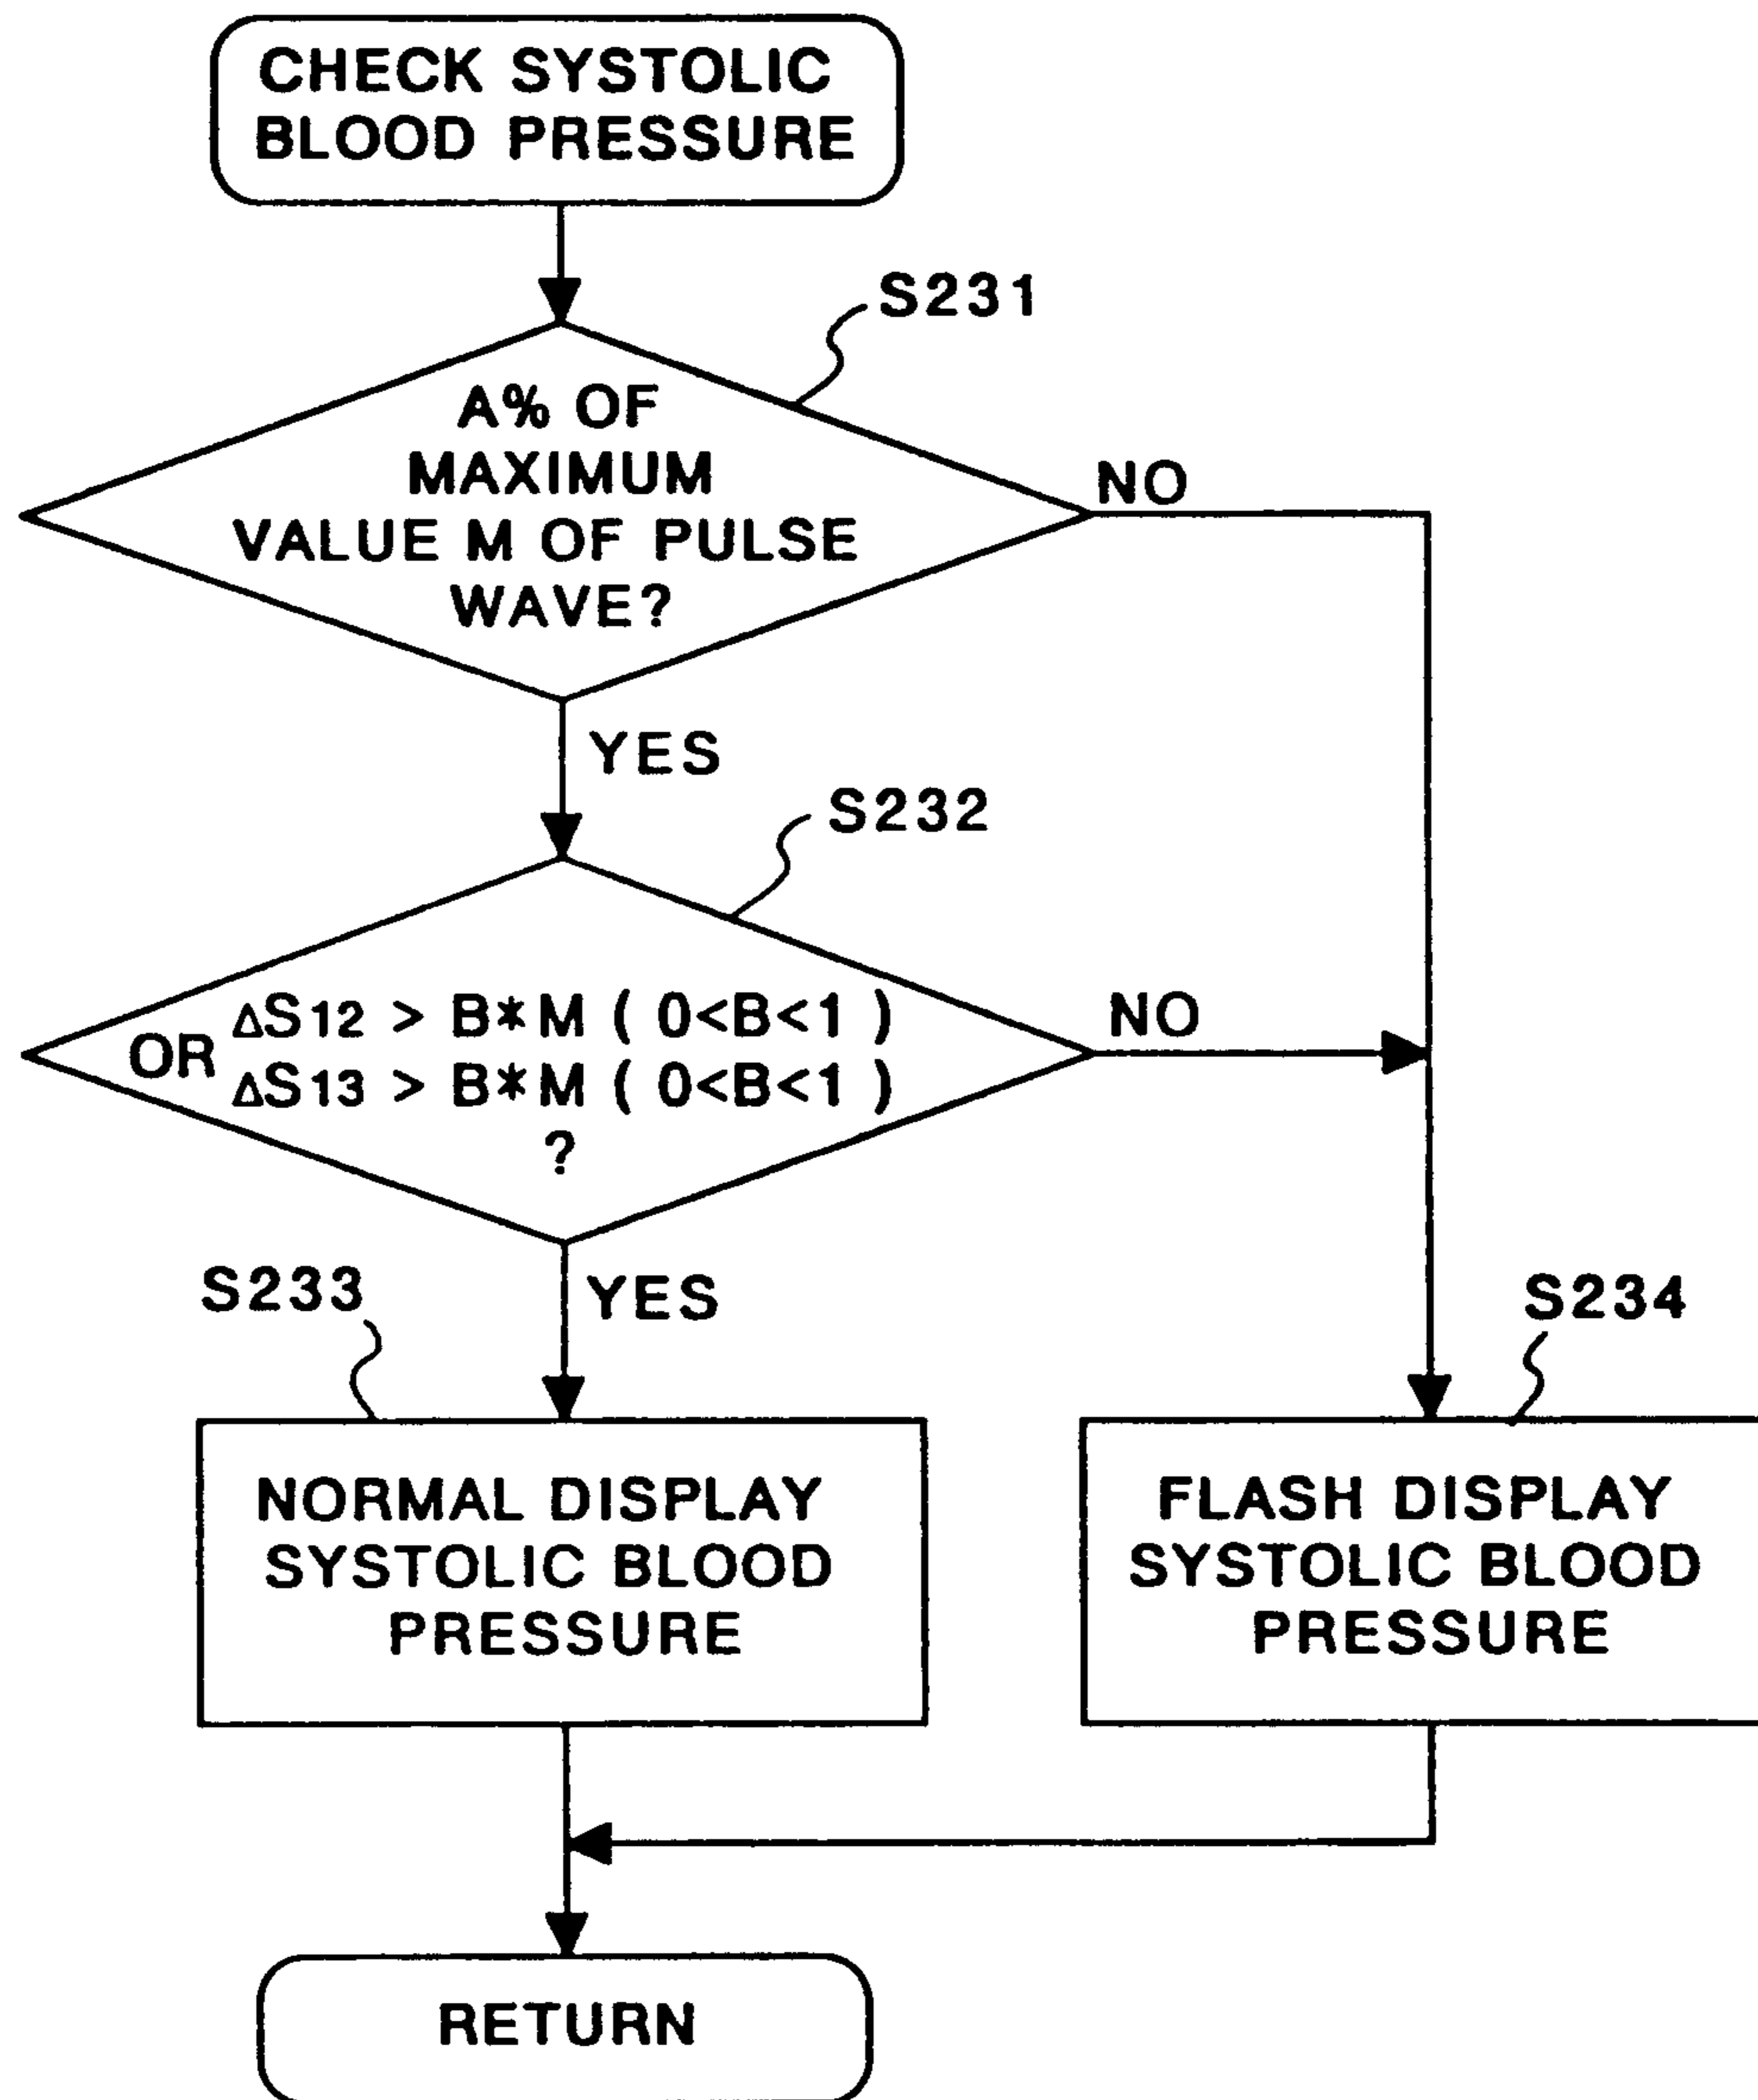 CHECK SYSTOLIC
BLOOD PRESSURE
S231
A% OF
MAXIMUM
VALUE M OF PULSE
WAVE?
NO
YES
S232
ΔS12 > B*M ( 0<B<1 )
OR
ΔS13 > B*M ( 0<B<1 )
?
NO
YES
S233
S234
NORMAL DISPLAY
SYSTOLIC BLOOD
PRESSURE
FLASH DISPLAY
SYSTOLIC BLOOD
PRESSURE
RETURN